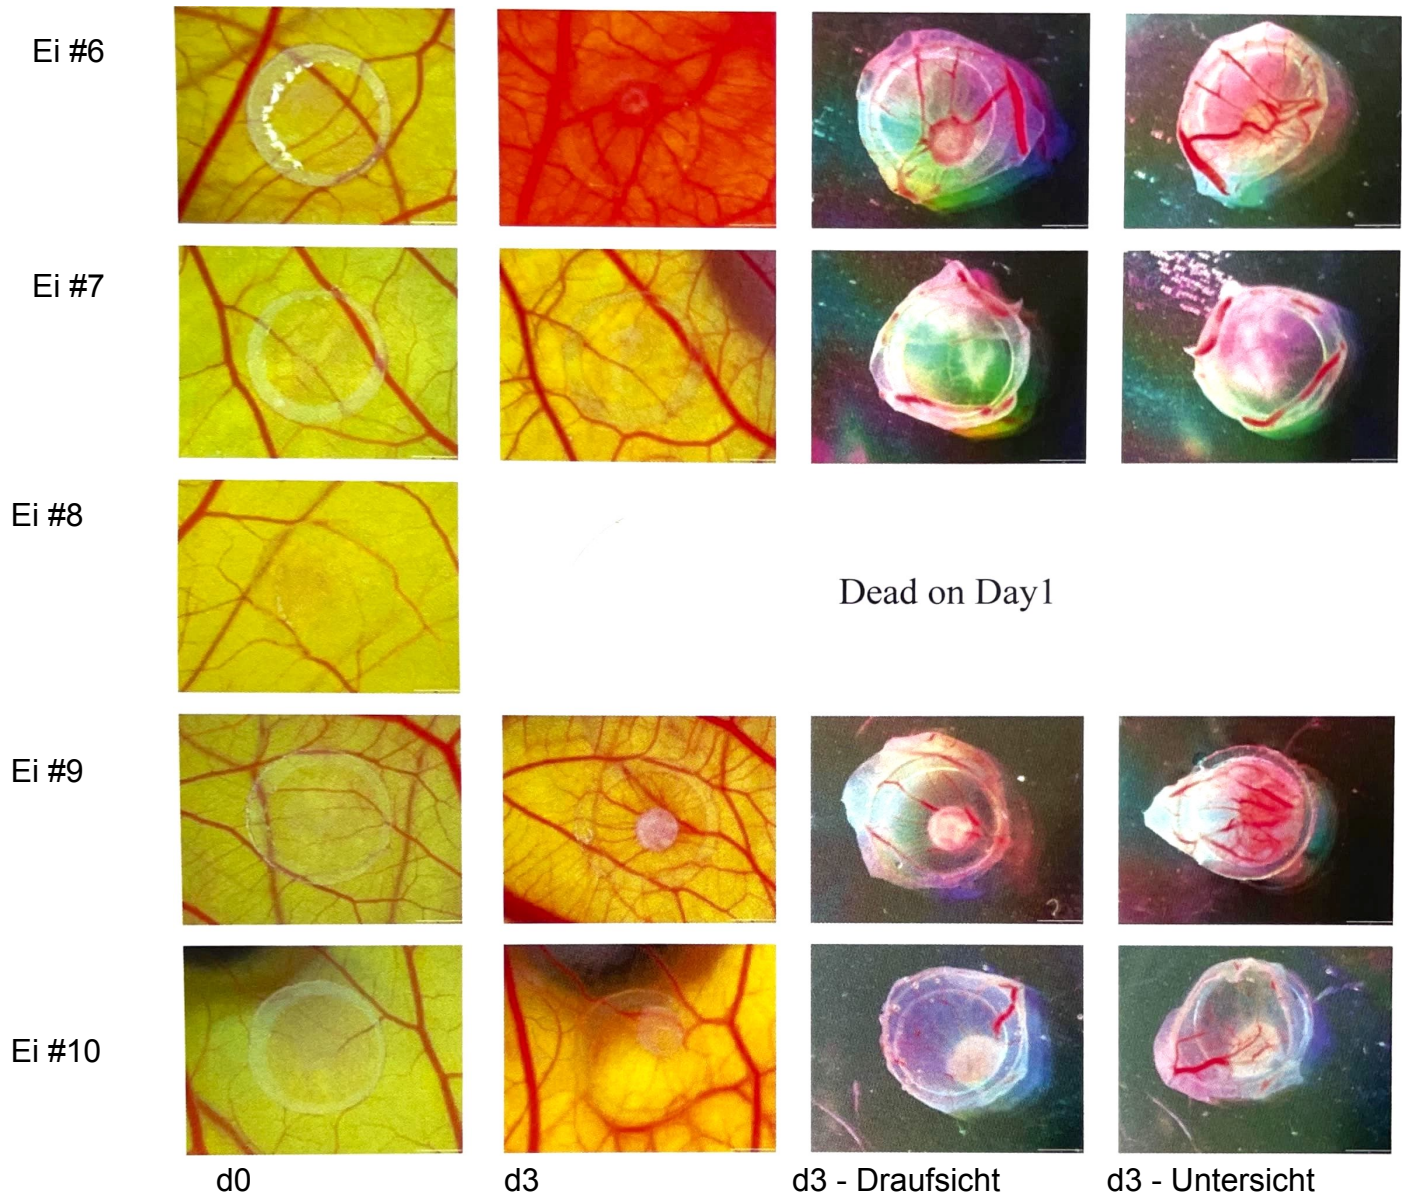 Ei #6
Ei #7
Ei #8
Dead on Day1
Ei #9
Ei #10
d0 d3 d3 - Draufsicht d3 - Untersicht